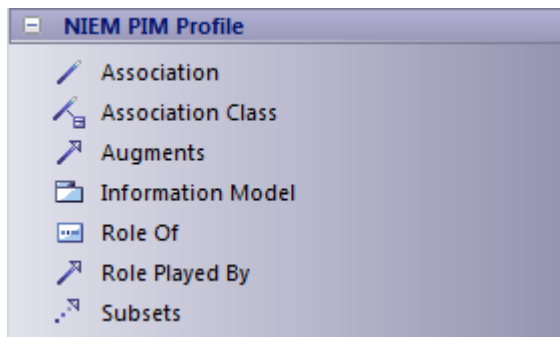 NIEM PIM Profile
Association
Association Class
Augments
Information Model
Role Of
Role Played By
Subsets